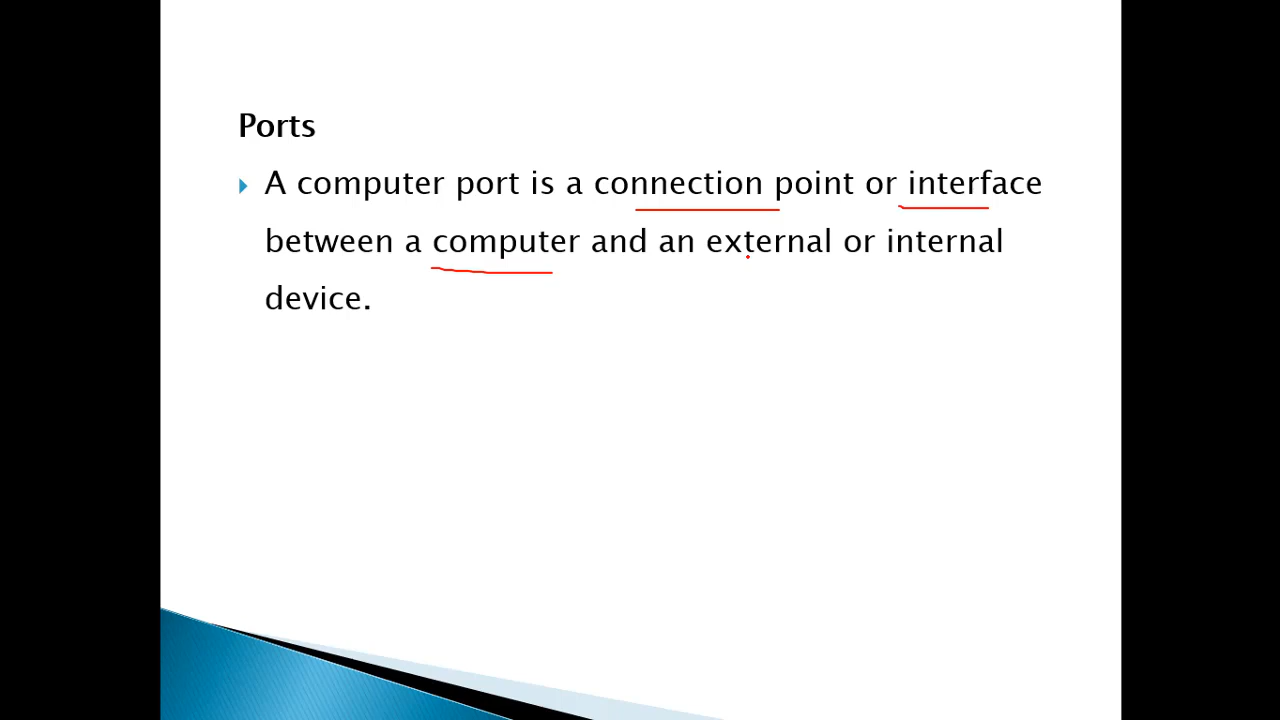 Ports
A computer port is a connection point or interface
between a computer and an external or internal
device.